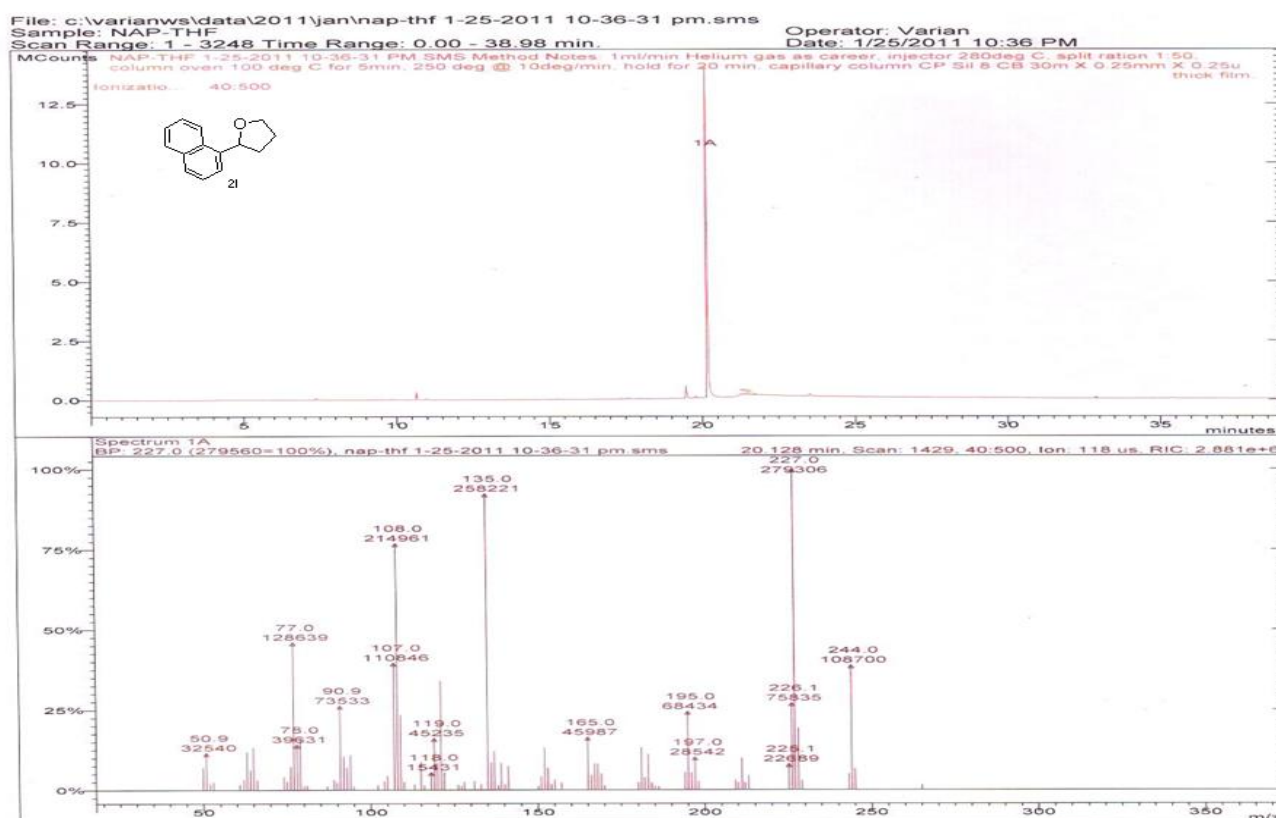 File: c:\varianws\data\2011\jan\nap-thf 1-25-2011 10-36-31 pm.sms
Sample: NAP-THF Operator: Varian
Scan Range: 1 - 3248 Time Range: 0.00 - 38.98 min. Date: 1/25/2011 10:36 PM
MCounts NAP-THF 1-25-2011 10-36-31 PM.SMS Method Notes: 1ml/min Helium gas as career, injector 280deg C, split ration 1:50,
column oven 100 deg C for 5min, 250 deg @ 10deg/min, hold for 20 min, capillary column CP Sil 8 CB 30m X 0.25mm X 0.25u
thick film..
Ionizatio... 40:500
12.5
O
1A
10.0
2l
7.5
5.0
2.5
0.0
5 10 15 20 25 30 35
minutes
Spectrum 1A
BP: 227.0 (279560=100%), nap-thf 1-25-2011 10-36-31 pm.sms 20.128 min, Scan: 1429, 40:500, Ion: 118 us, RIC: 2.881e+6
100%
227.0
279306
135.0
258221
108.0
214961
75%
77.0
128639
50%
107.0
110846
244.0
108700
90.9
73533
226.1
75835
195.0
68434
25%
119.0
45235
165.0
45987
78.0
39631
50.9
32540
197.0
28542
118.0
15431
225.1
22689
0%
50 100 150 200 250 300 350